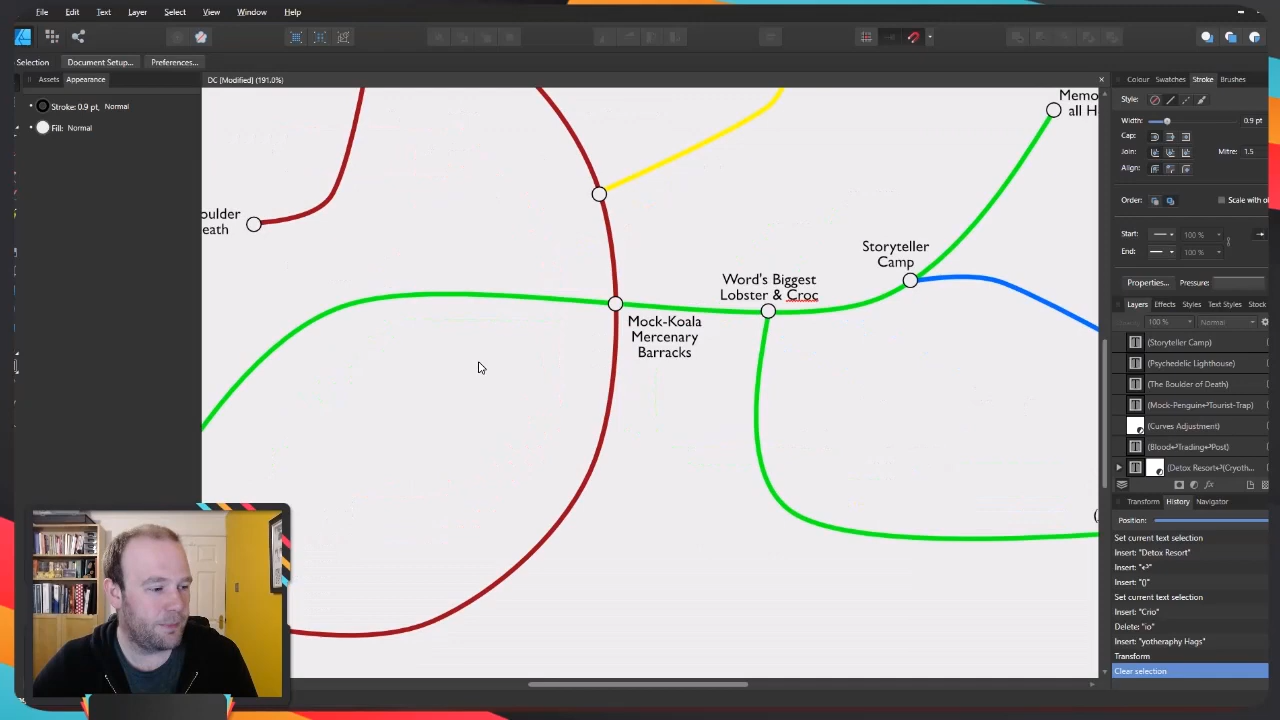 File Edit Text Layer Select View Window Help
Selection Document Setup... Preferences...
Assets Appearance
DC [Modified] (191.0%)
Colour Swatches Stroke Brushes
Stroke: 0.9 pt, Normal
Fill: Normal
Style:
Width: 0.9 pt
Cap:
Join: Mitre: 1.5
Align:
Order: Scale with ob
Start: 100 %
End: 100 %
Properties... Pressure:
Layers Effects Styles Text Styles Stock
100 % Normal
(Storyteller Camp)
(Psychedelic Lighthouse)
(The Boulder of Death)
(Mock-Penguin↵Tourist-Trap)
(Curves Adjustment)
(Blood↵Trading↵Post)
(Detox Resort↵(Cryoth...
Transform History Navigator
Position:
Set current text selection
Insert: "Detox Resort"
Insert: "↵"
Insert: "()"
Set current text selection
Insert: "Crio"
Delete: "io"
Insert: "yotheraphy Hags"
Transform
Clear selection
Memo
all H
oulder
eath
Storyteller
Camp
Word's Biggest
Lobster & Croc
Mock-Koala
Mercenary
Barracks
(